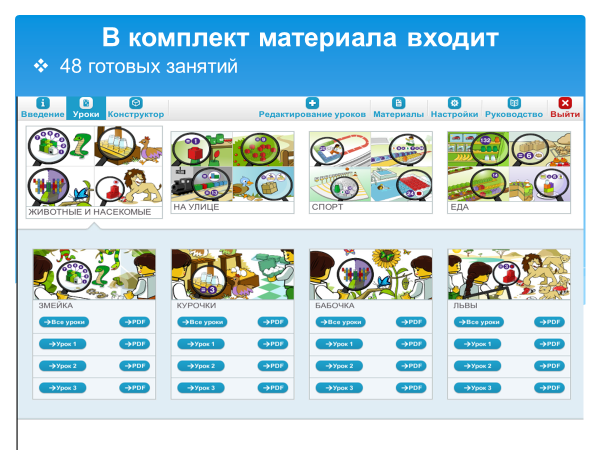 В комплект материала входит
❖ 48 готовых занятий
Введение Уроки Конструктор Редактирование уроков Материалы Настройки Руководство Выйти
ЖИВОТНЫЕ И НАСЕКОМЫЕ НА УЛИЦЕ СПОРТ ЕДА
ЗМЕЙКА КУРОЧКИ БАБОЧКА ЛЬВЫ
→Все уроки →PDF →Все уроки →PDF →Все уроки →PDF →Все уроки →PDF
→Урок 1 →PDF →Урок 1 →PDF →Урок 1 →PDF →Урок 1 →PDF
→Урок 2 →PDF →Урок 2 →PDF →Урок 2 →PDF →Урок 2 →PDF
→Урок 3 →PDF →Урок 3 →PDF →Урок 3 →PDF →Урок 3 →PDF